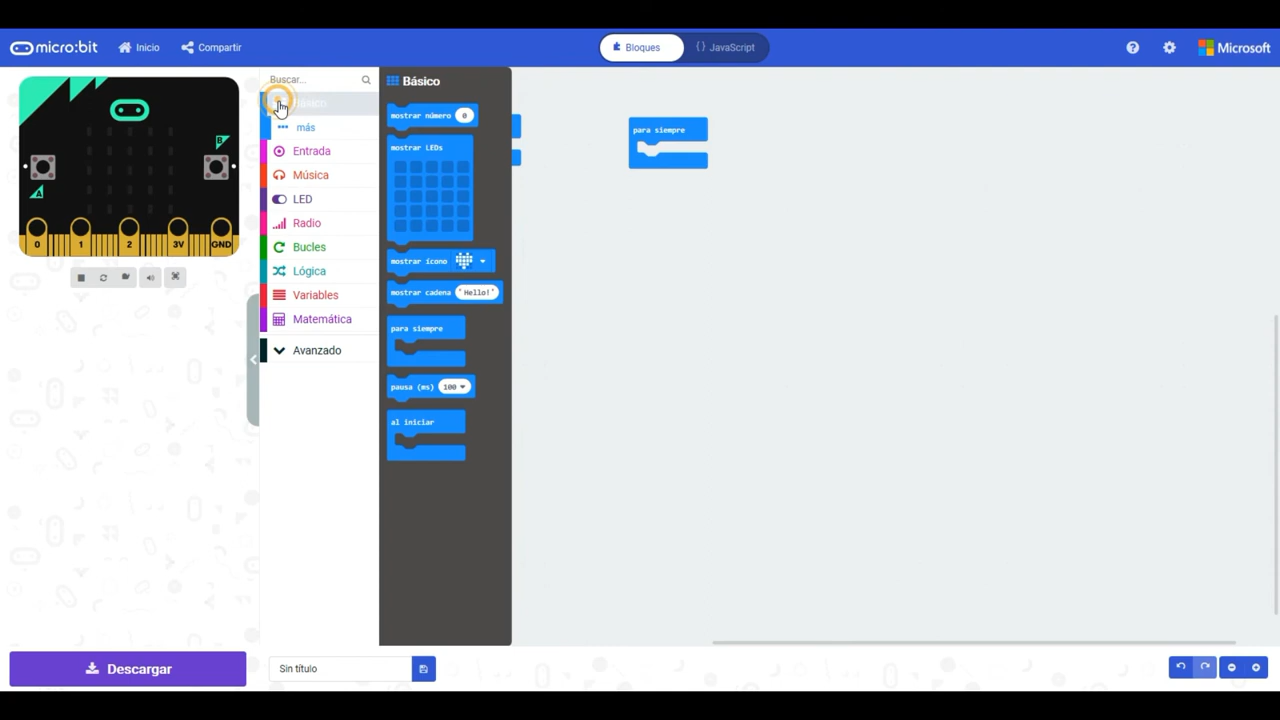 micro:bit
Inicio
Compartir
Bloques
{} JavaScript
?
Microsoft
B
A
0 1 2 3V GND
Buscar...
Básico
más
Entrada
Música
LED
Radio
Bucles
Lógica
Variables
Matemática
Avanzado
Básico
mostrar número 0
mostrar LEDs
mostrar ícono
mostrar cadena "Hello!"
para siempre
pausa (ms) 100
al iniciar
para siempre
Descargar
Sin título